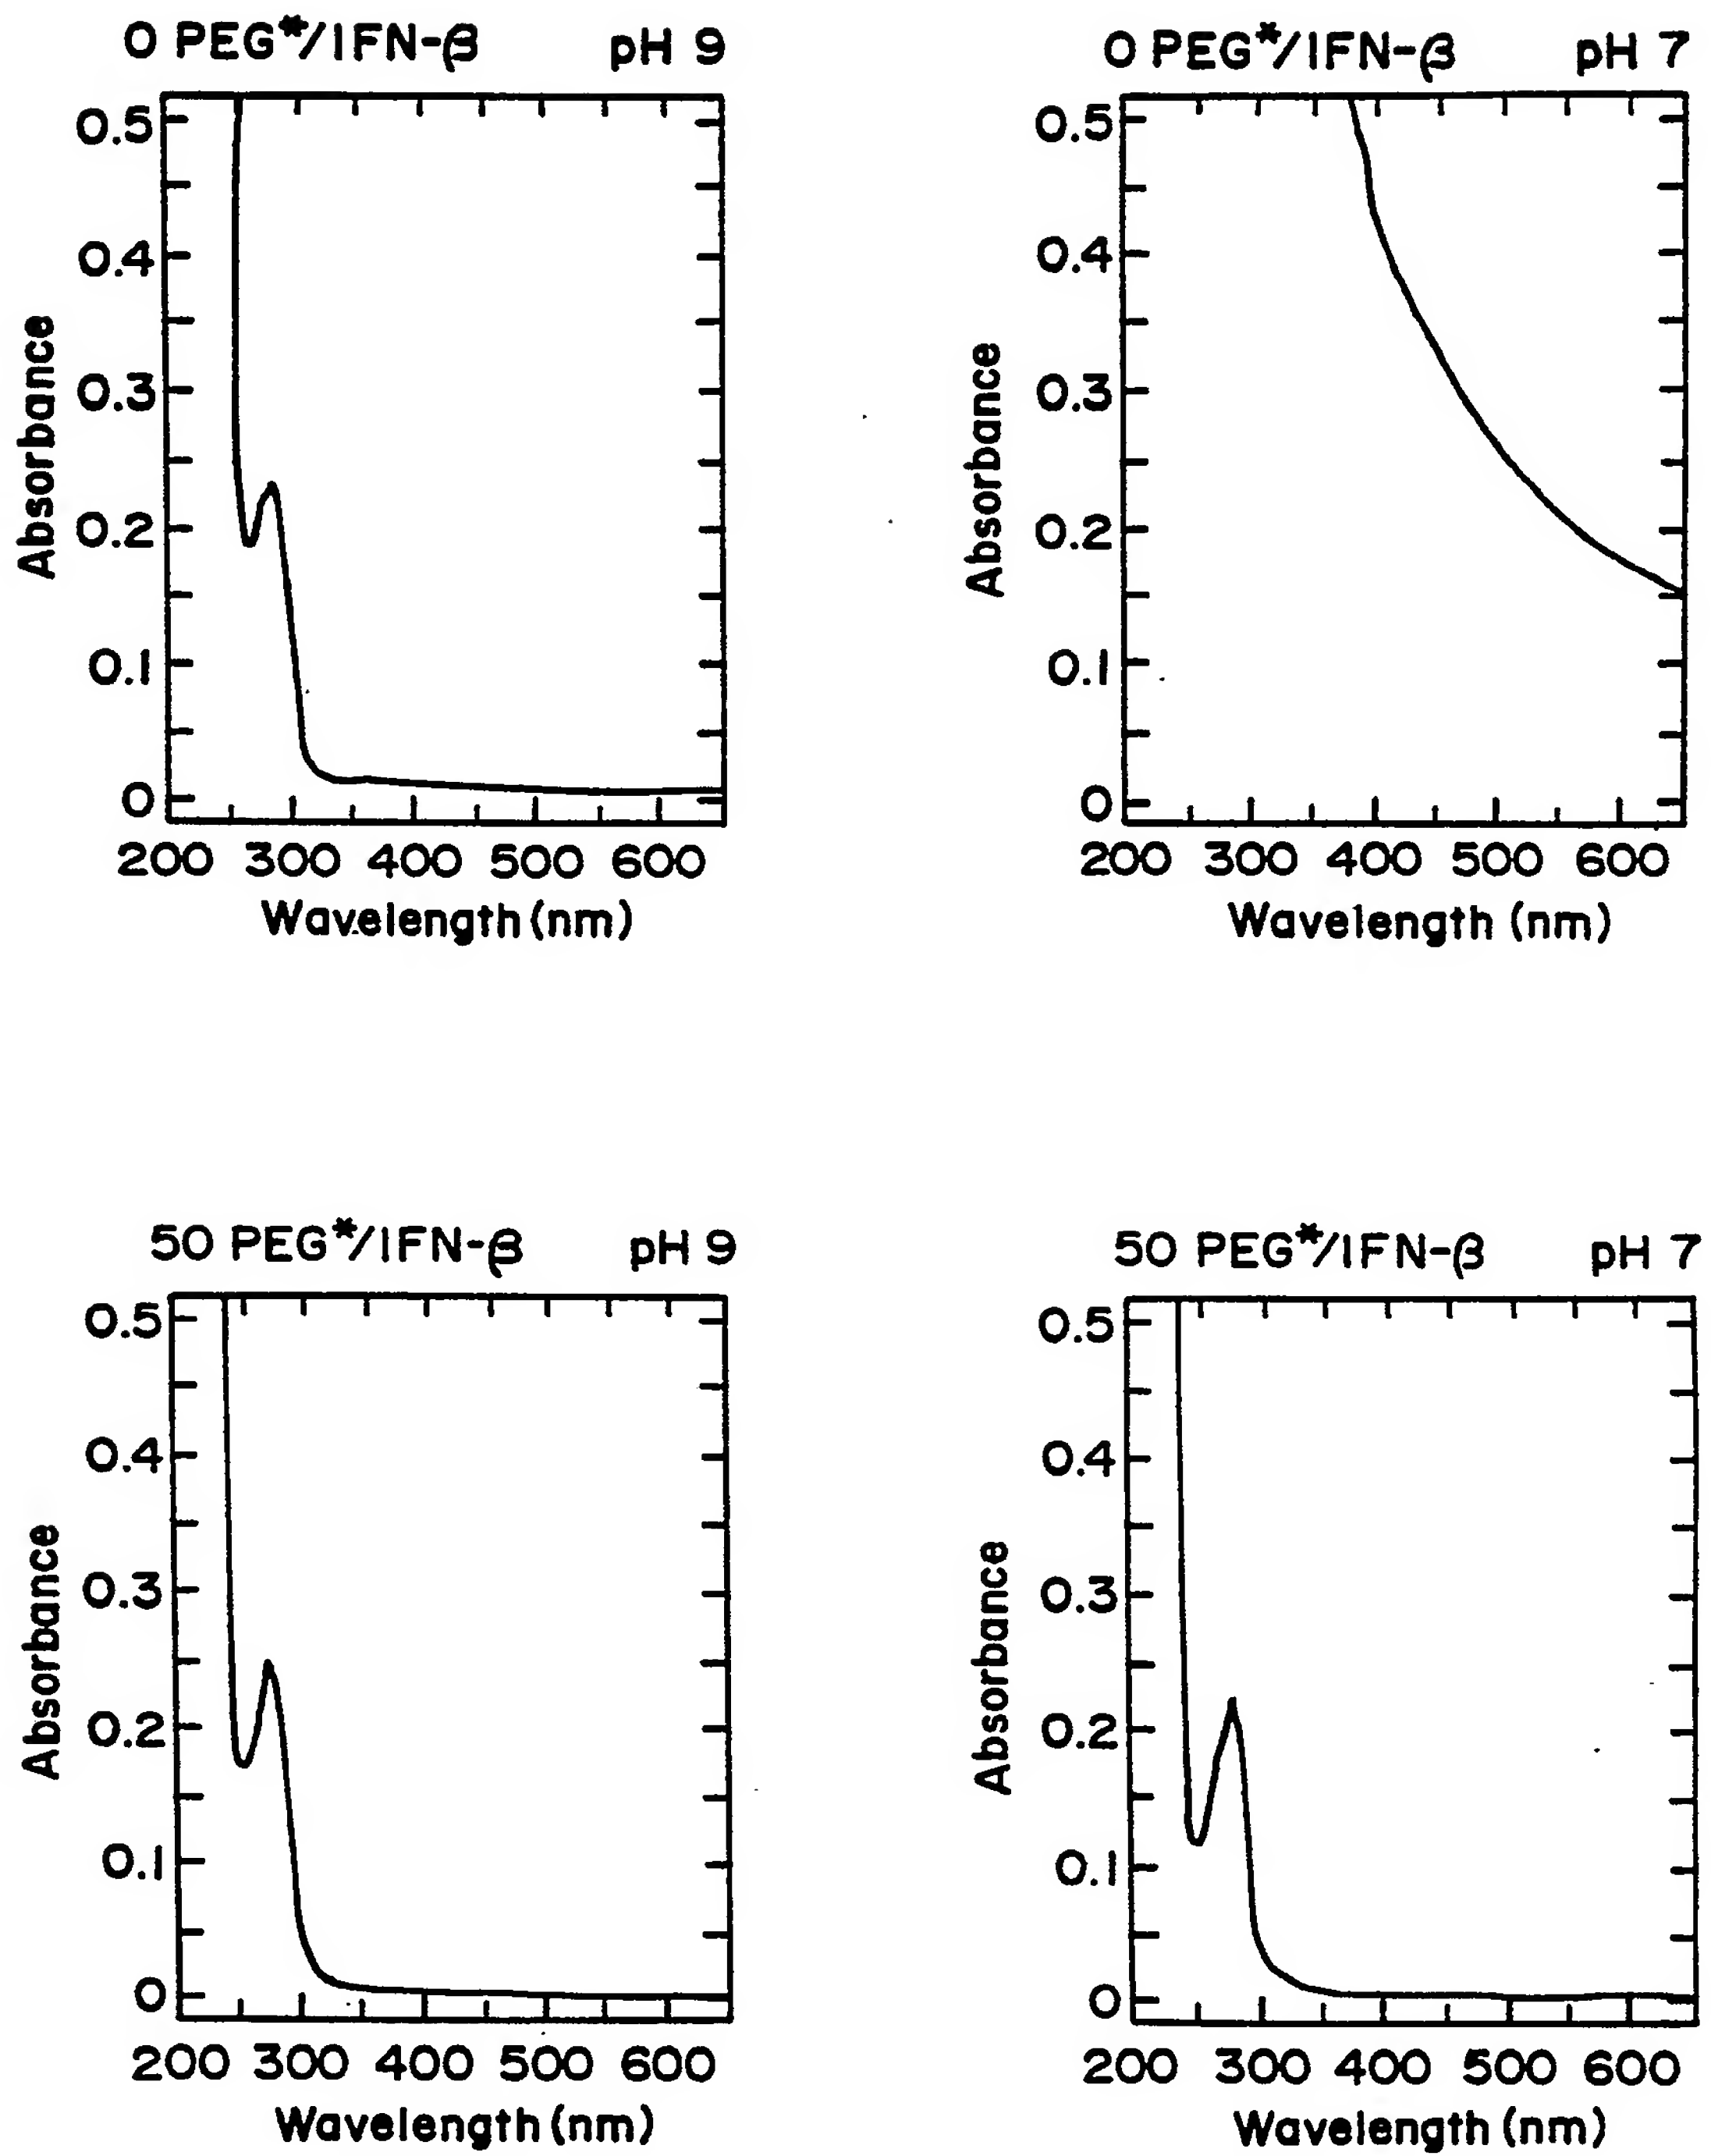 O PEG*/IFN-β pH 9
Absorbance
0.5
0.4
0.3
0.2
0.1
0
200 300 400 500 600
Wavelength (nm)
O PEG*/IFN-β pH 7
Absorbance
0.5
0.4
0.3
0.2
0.1
0
200 300 400 500 600
Wavelength (nm)
50 PEG*/IFN-β pH 9
Absorbance
0.5
0.4
0.3
0.2
0.1
0
200 300 400 500 600
Wavelength (nm)
50 PEG*/IFN-β pH 7
Absorbance
0.5
0.4
0.3
0.2
0.1
0
200 300 400 500 600
Wavelength (nm)